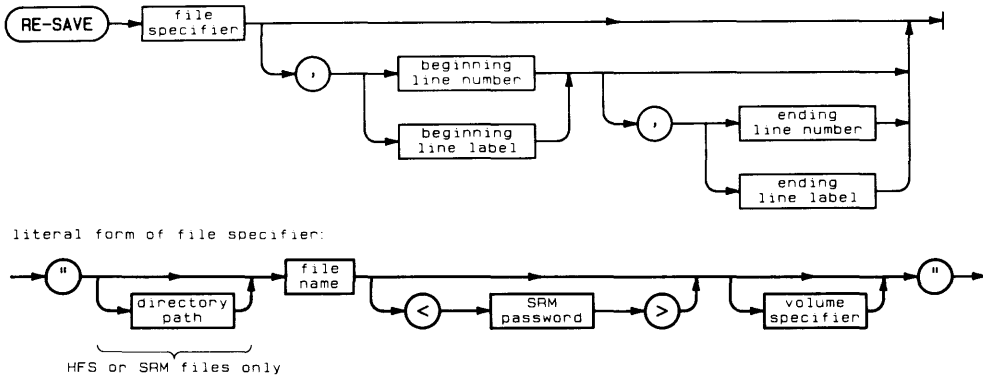 RE-SAVE
file
specifier
,
beginning
line number
beginning
line label
,
ending
line number
ending
line label
literal form of file specifier:
"
directory
path
file
name
<
SRM
password
>
volume
specifier
"
HFS or SRM files only